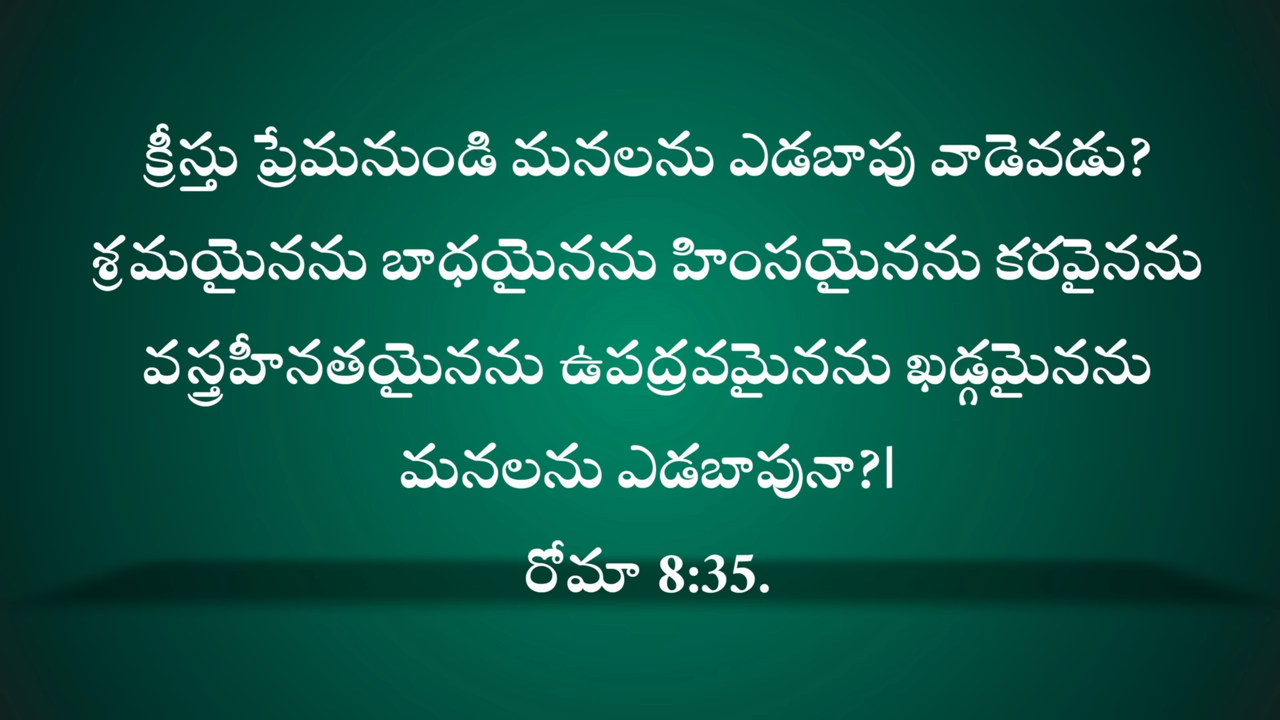 క్రీస్తు ప్రేమనుండి మనలను ఎడబాపు వాడెవడు?
శ్రమయైనను బాధయైనను హింసయైనను కరవైనను
వస్త్రహీనతయైనను ఉపద్రవమైనను ఖడ్గమైనను
మనలను ఎడబాపునా?|
రోమా 8:35.